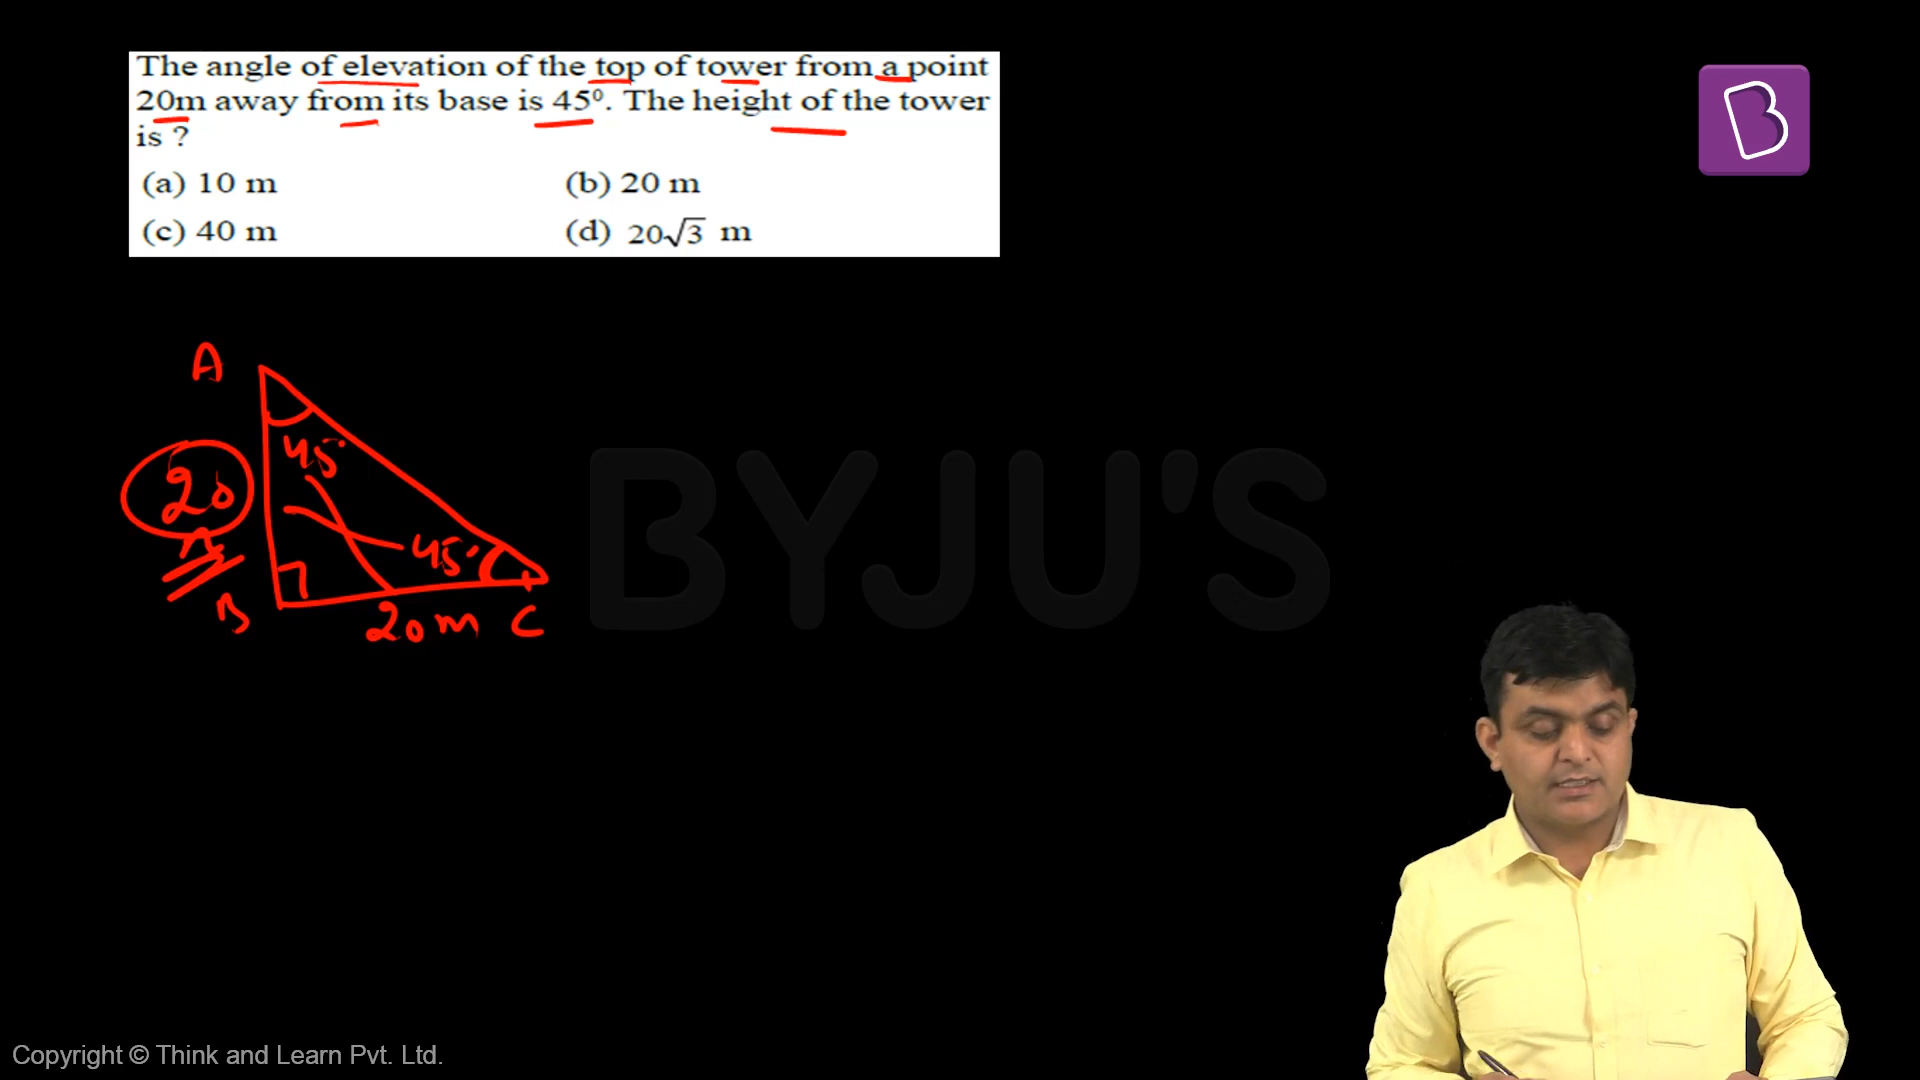 The angle of elevation of the top of tower from a point
20m away from its base is 45⁰. The height of the tower
is ?
(a) 10 m (b) 20 m
(c) 40 m (d) 20√3 m
A
45°
20
m
45°
B
20m C
BYJU'S
B
Copyright © Think and Learn Pvt. Ltd.